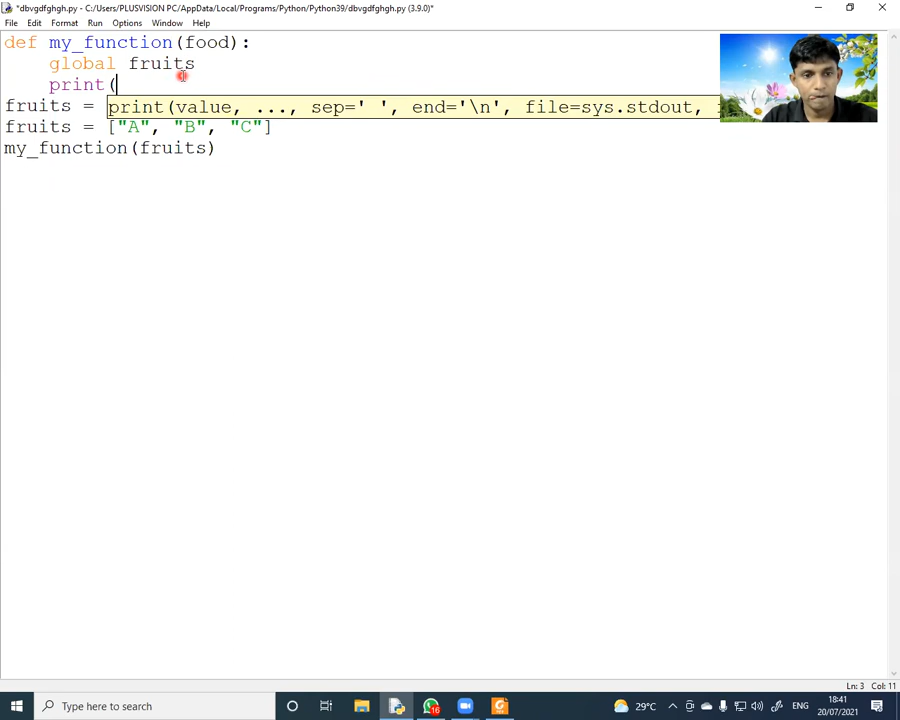 *dbvgdfghgh.py - C:/Users/PLUSVISION PC/AppData/Local/Programs/Python/Python39/dbvgdfghgh.py (3.9.0)*
File Edit Format Run Options Window Help
def my_function(food):
global fruits
print(
fruits =
print(value, ..., sep=' ', end='\n', file=sys.stdout,
fruits = ["A", "B", "C"]
my_function(fruits)
Ln: 3 Col: 11
Type here to search
16
29°C
ENG
18:41
20/07/2021